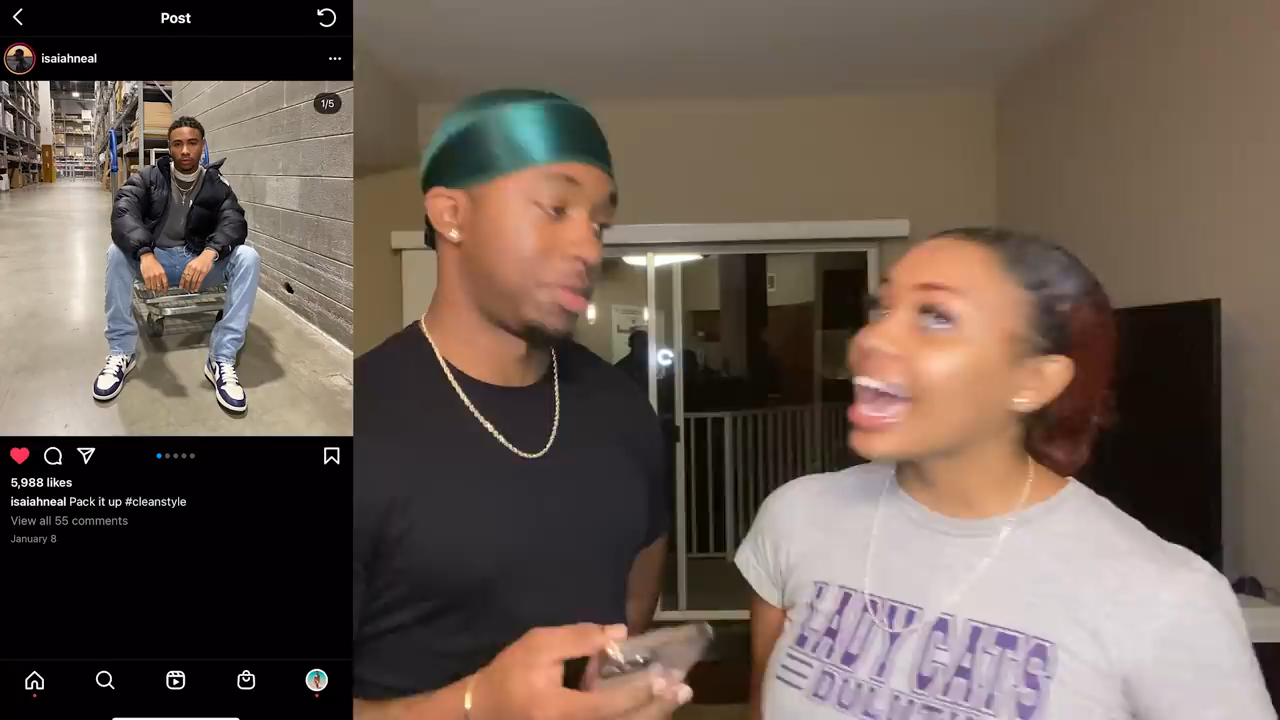 Post
isaiahneal
1/5
5,988 likes
isaiahneal Pack it up #cleanstyle
View all 55 comments
January 8
LADY CATS
DULUTH